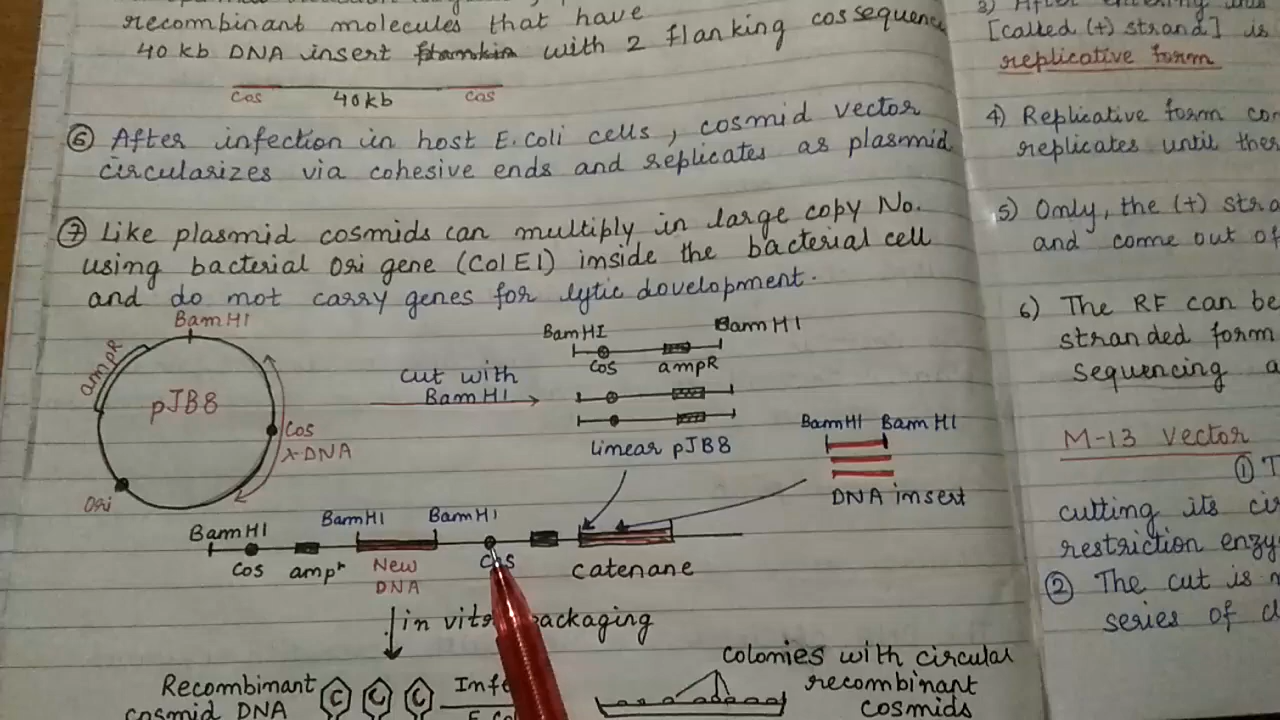 recombinant molecules that have
40 kb DNA insert with 2 flanking cos sequence
cos 40kb cos
⑥ After infection in host E.coli cells, cosmid vector
circularizes via cohesive ends and replicates as plasmid
⑦ Like plasmid cosmids can multiply in large copy No.
using bacterial Ori gene (ColE1) inside the bacterial cell
and do not carry genes for lytic dovelopment.
BamHI
ampR
pJB8
Cos
λ-DNA
Ori
cut with
BamHI
BamHI BamHI
cos ampR
linear pJB8
BamHI BamHI
DNA insert
BamHI BamHI BamHI
cos ampr New
DNA
catenane
in packaging
Recombinant
cosmid DNA
C C C
colonies with circular
recombinant
cosmids
[called (+) strand] is
replicative form
4) Replicative form
replicates until
5) Only, the (+)
and come out of
6) The RF can be
stranded form
sequencing
M-13 vector
①
cutting its
restriction
② The cut is
series of